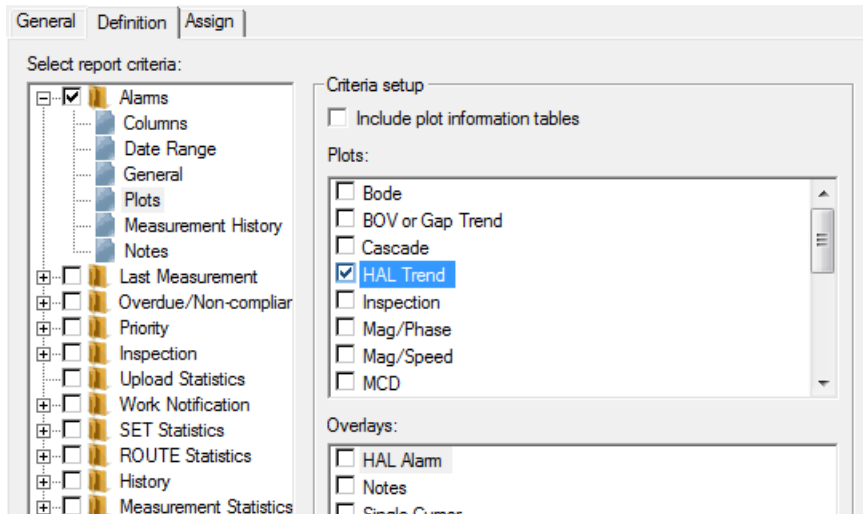 General Definition Assign
Select report criteria:
Alarms
Columns
Date Range
General
Plots
Measurement History
Notes
Last Measurement
Overdue/Non-complian
Priority
Inspection
Upload Statistics
Work Notification
SET Statistics
ROUTE Statistics
History
Measurement Statistics
Criteria setup
Include plot information tables
Plots:
Bode
BOV or Gap Trend
Cascade
HAL Trend
Inspection
Mag/Phase
Mag/Speed
MCD
Overlays:
HAL Alarm
Notes
Single Cursor